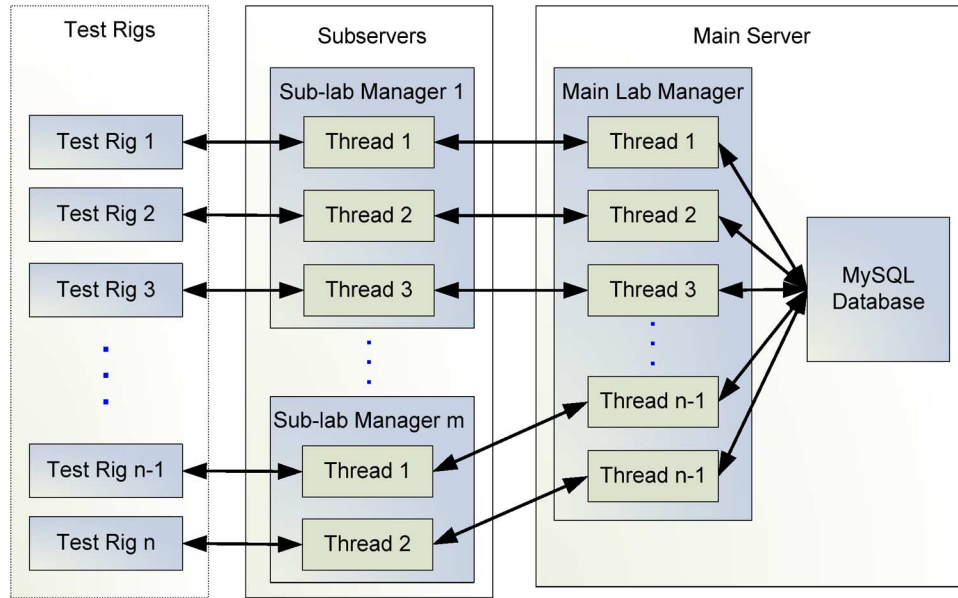 Test Rigs
Test Rig 1
Test Rig 2
Test Rig 3
Test Rig n-1
Test Rig n
Subservers
Sub-lab Manager 1
Thread 1
Thread 2
Thread 3
Sub-lab Manager m
Thread 1
Thread 2
Main Server
Main Lab Manager
Thread 1
Thread 2
Thread 3
Thread n-1
Thread n-1
MySQL
Database